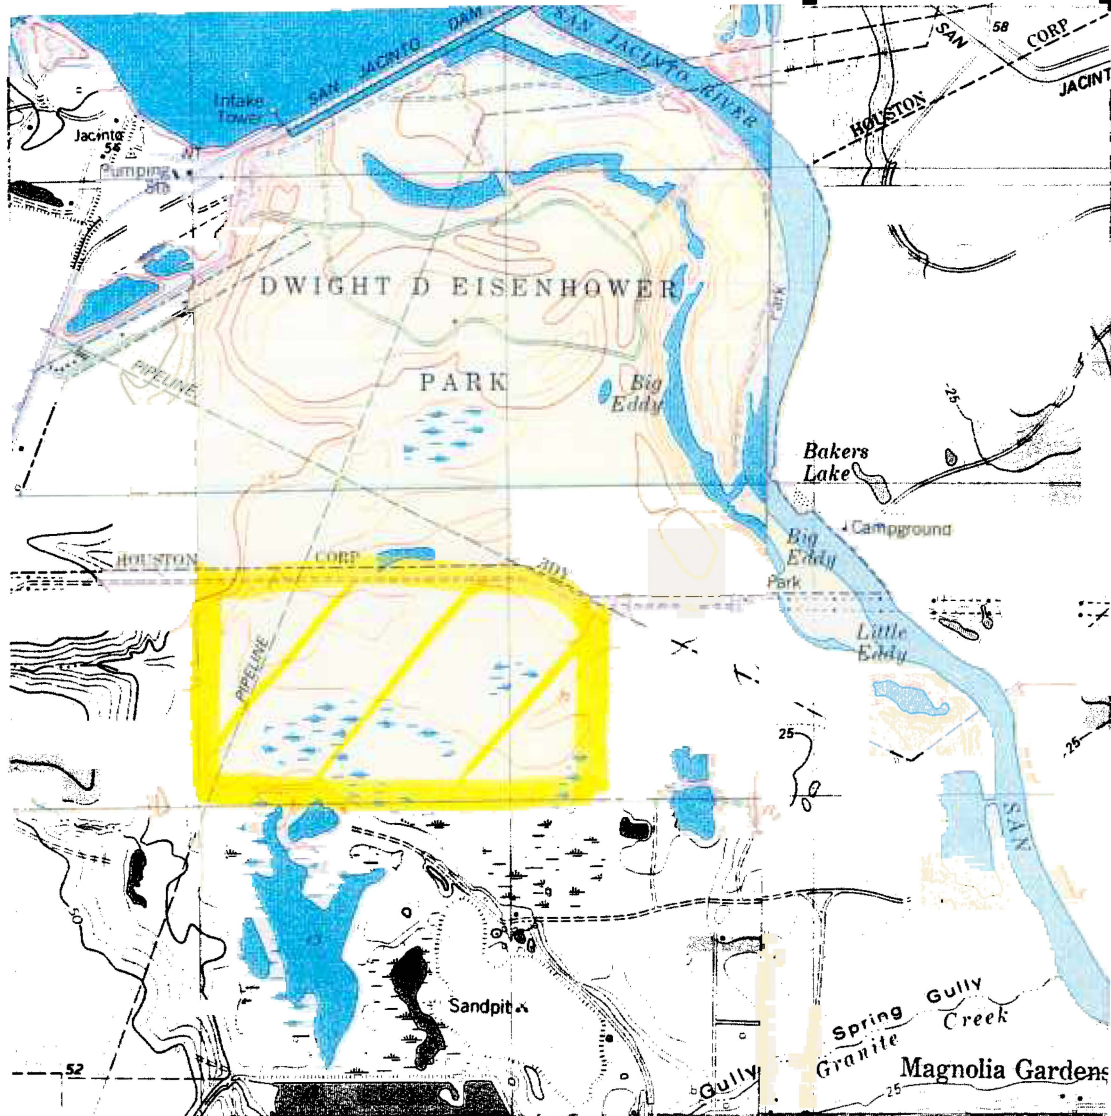 SAN JACINTO DAM
SAN JACINTO RIVER
58
SAN
CORP
JACINT
HOUSTON
Intake
Tower
Jacinto
56
Pumping
Sta
DWIGHT D EISENHOWER
PARK
Park
PIPELINE
Big
Eddy
25
Bakers
Lake
Campground
Big
Eddy
HOUSTON
CORP
BDY
Park
Little
Eddy
PIPELINE
25
25
SAN
50
Sandpit
Spring Gully
Granite Creek
52
Gully
Magnolia Gardens
25